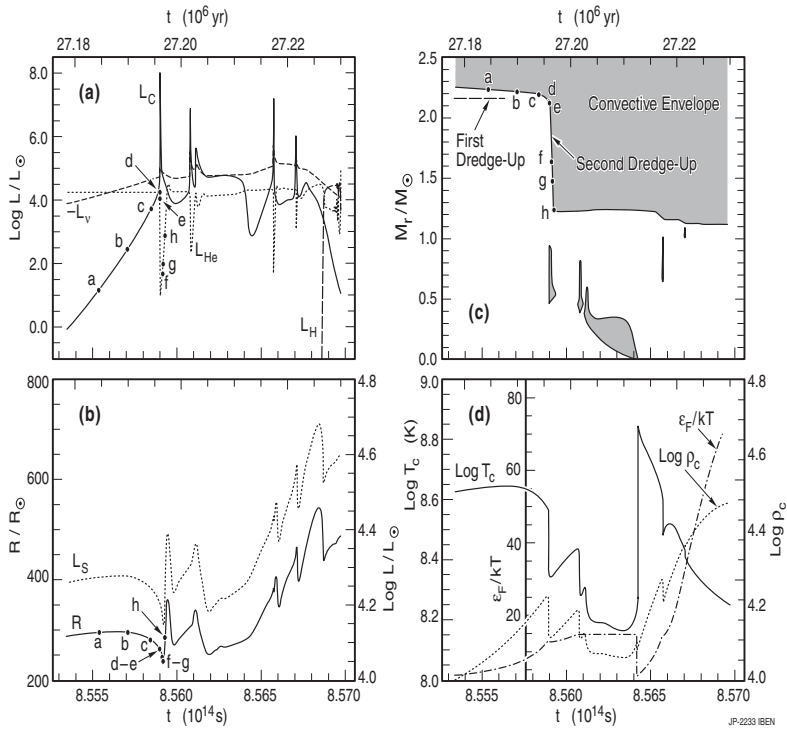 t (10⁶ yr)
27.18 27.20 27.22
8.0
6.0
4.0
2.0
0.0
Log L/L☉
(a)
L_C
d
c
e
–L_ν
b
h
g
f
a
L_He
L_H
t (10⁶ yr)
27.18 27.20 27.22
2.5
2.0
1.5
1.0
0.5
0.0
M_r/M☉
a
b
c
d
e
Convective Envelope
First
Dredge-Up
Second Dredge-Up
f
g
h
(c)
800
600
400
200
R / R☉
(b)
L_S
R
h
a
b
c
d–e
f–g
4.8
4.6
4.4
4.2
4.0
Log L/L☉
8.555 8.560 8.565 8.570
t (10¹⁴s)
9.0
8.8
8.6
8.4
8.2
8.0
Log T_c (K)
80
70
60
50
40
30
20
10
ε_F/kT
(d)
Log T_c
ε_F/kT
Log ρ_c
4.8
4.6
4.4
4.2
4.0
Log ρ_c
8.555 8.560 8.565 8.570
t (10¹⁴s)
JP-2233 IBEN